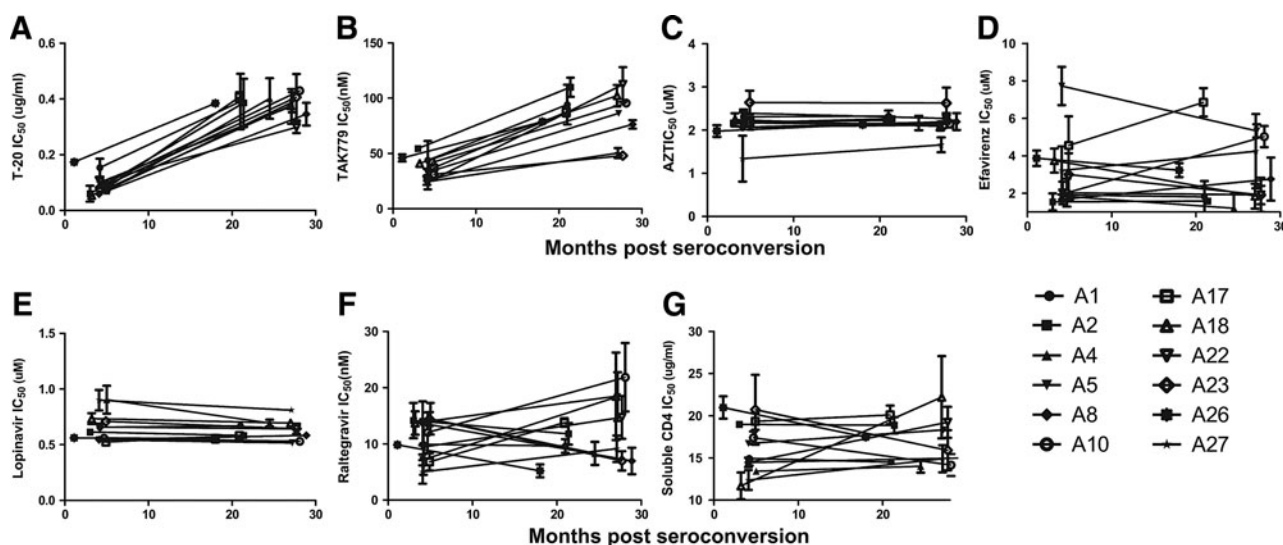 A
B
C
D
T-20 IC50 (ug/ml)
0.6
0.4
0.2
0.0
0 10 20 30
TAK779 IC50(nM)
150
100
50
0
0 10 20 30
AZTIC50 (uM)
4
3
2
1
0
0 10 20 30
Efavirenz IC50 (uM)
10
8
6
4
2
0 10 20 30
Months post seroconversion
E
F
G
Lopinavir IC50 (uM)
1.5
1.0
0.5
0.0
0 10 20 30
Raltegravir IC50(nM)
30
20
10
0
0 10 20 30
Soluble CD4 IC50 (ug/ml)
30
25
20
15
10
0 10 20
Months post seroconversion
A1 A17
A2 A18
A4 A22
A5 A23
A8 A26
A10 A27